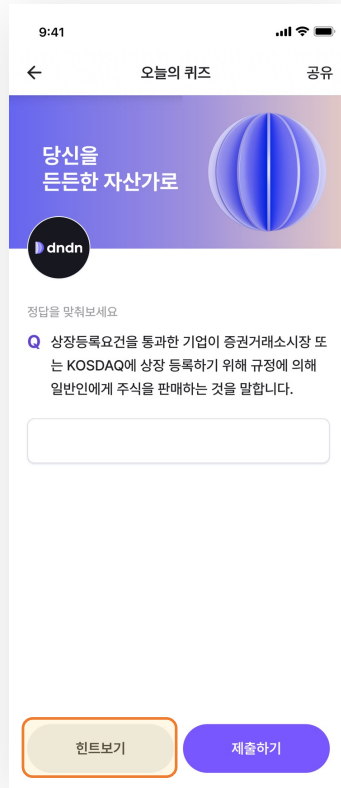 9:41
오늘의 퀴즈
공유
당신을
든든한 자산가로
dndn
정답을 맞춰보세요
Q 상장등록요건을 통과한 기업이 증권거래소시장 또
는 KOSDAQ에 상장 등록하기 위해 규정에 의해
일반인에게 주식을 판매하는 것을 말합니다.
힌트보기
제출하기